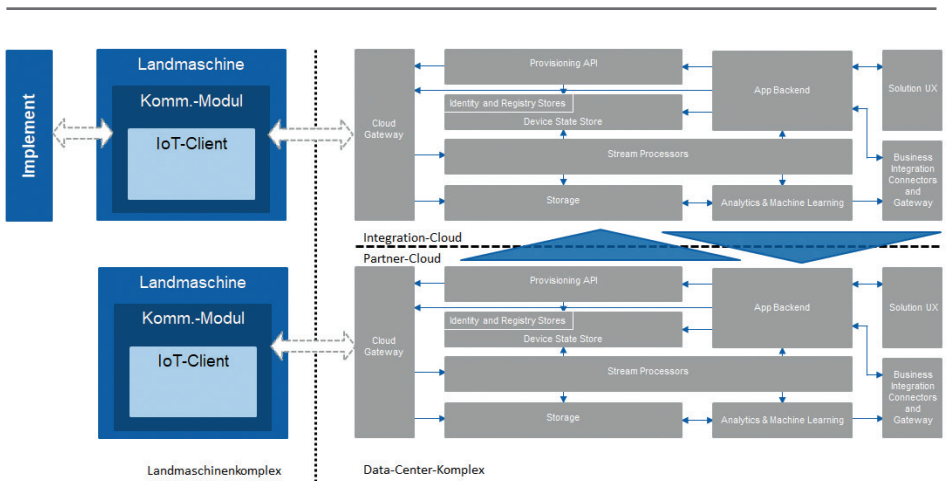 Implement
Landmaschine
Komm.-Modul
IoT-Client
Cloud
Gateway
Provisioning API
Identity and Registry Stores
Device State Store
Stream Processors
Storage
App Backend
Analytics & Machine Learning
Solution UX
Business
Integration
Connectors
and
Gateway
Integration-Cloud
Partner-Cloud
Landmaschine
Komm.-Modul
IoT-Client
Cloud
Gateway
Provisioning API
Identity and Registry Stores
Device State Store
Stream Processors
Storage
App Backend
Analytics & Machine Learning
Solution UX
Business
Integration
Connectors
and
Gateway
Landmaschinenkomplex
Data-Center-Komplex